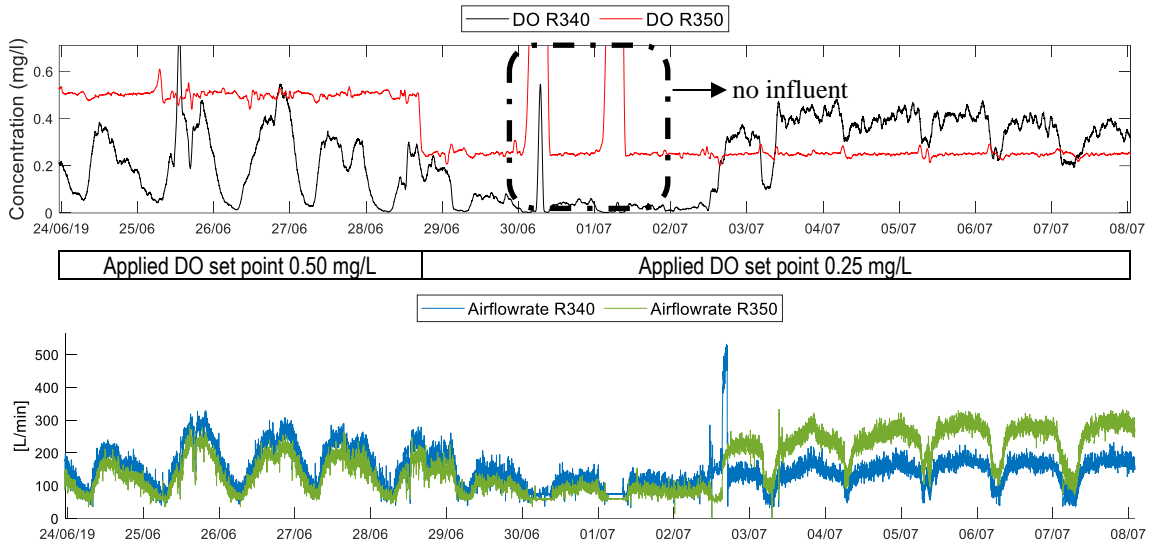 DO R340 DO R350
Concentration (mg/l)
0.6
0.4
0.2
0
no influent
24/06/19 25/06 26/06 27/06 28/06 29/06 30/06 01/07 02/07 03/07 04/07 05/07 06/07 07/07 08/07
Applied DO set point 0.50 mg/L Applied DO set point 0.25 mg/L
Airflowrate R340 Airflowrate R350
[L/min]
500
400
300
200
100
0
24/06/19 25/06 26/06 27/06 28/06 29/06 30/06 01/07 02/07 03/07 04/07 05/07 06/07 07/07 08/07